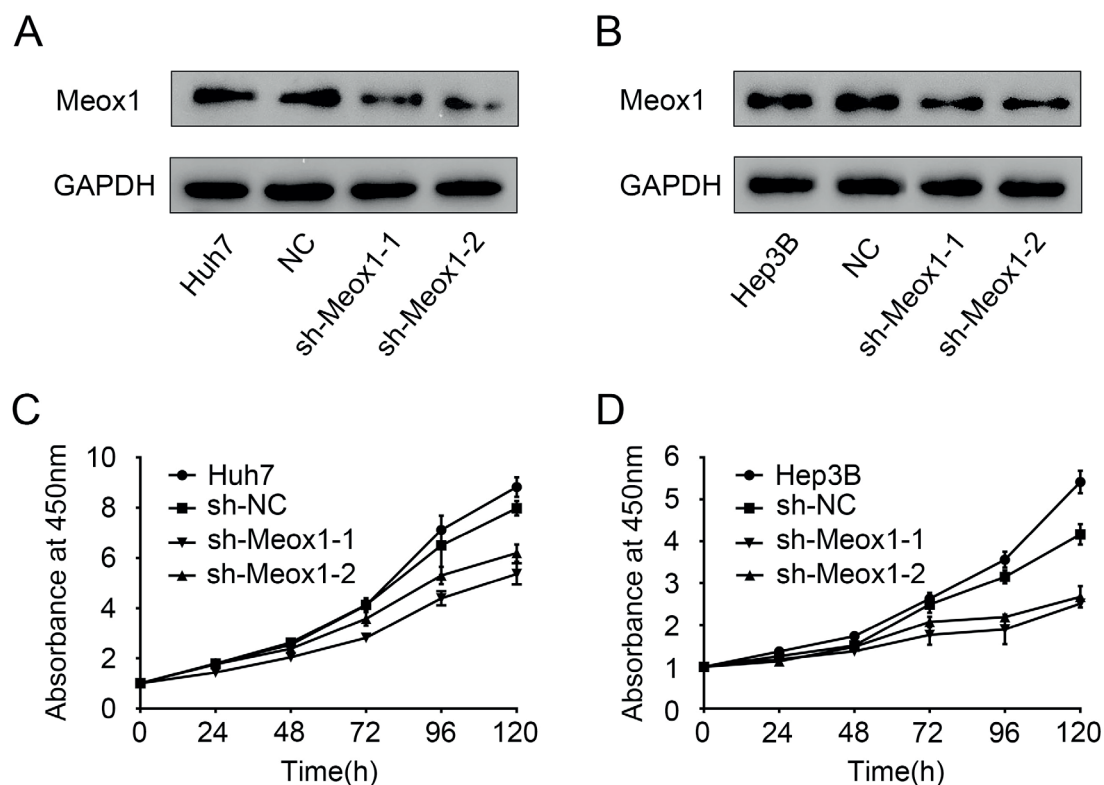 A
Meox1
GAPDH
Huh7
NC
sh-Meox1-1
sh-Meox1-2
B
Meox1
GAPDH
Hep3B
NC
sh-Meox1-1
sh-Meox1-2
C
Absorbance at 450nm
10
8
6
4
2
0
Huh7
sh-NC
sh-Meox1-1
sh-Meox1-2
0 24 48 72 96 120
Time(h)
D
Absorbance at 450nm
6
5
4
3
2
1
0
Hep3B
sh-NC
sh-Meox1-1
sh-Meox1-2
0 24 48 72 96 120
Time(h)